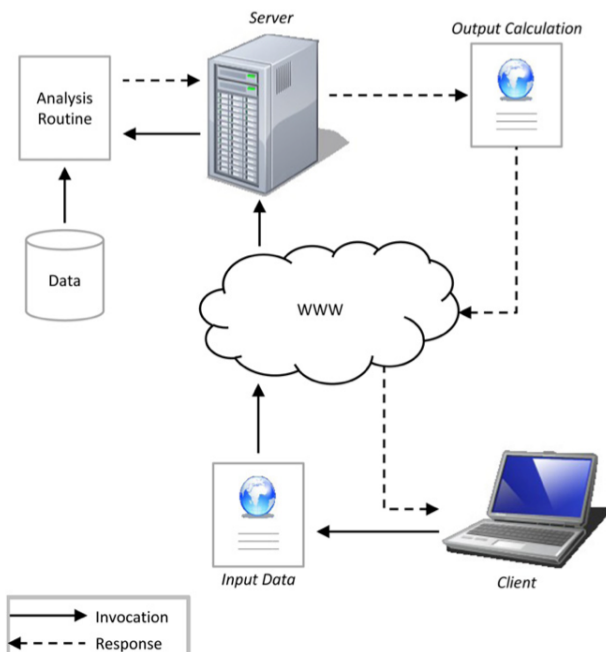 Server
Output Calculation
Analysis
Routine
Data
WWW
Input Data
Client
Invocation
Response